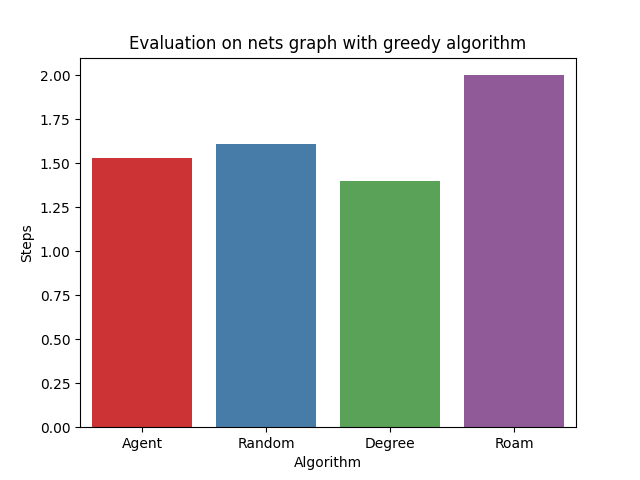 Evaluation on nets graph with greedy algorithm
2.00
1.75
1.50
1.25
1.00
0.75
0.50
0.25
0.00
Steps
Agent Random Degree Roam
Algorithm